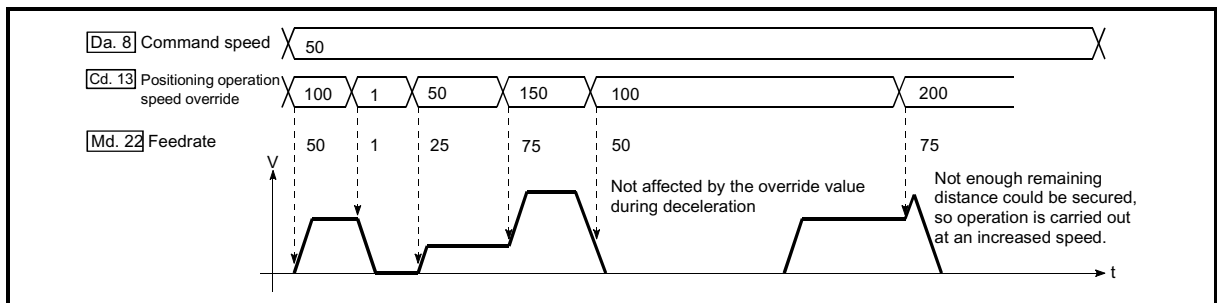 Da. 8 Command speed
50
Cd. 13 Positioning operation
speed override
100 1 50 150 100 200
Md. 22 Feedrate
50 1 25 75 50 75
V
Not affected by the override value
during deceleration
Not enough remaining
distance could be secured,
so operation is carried out
at an increased speed.
t